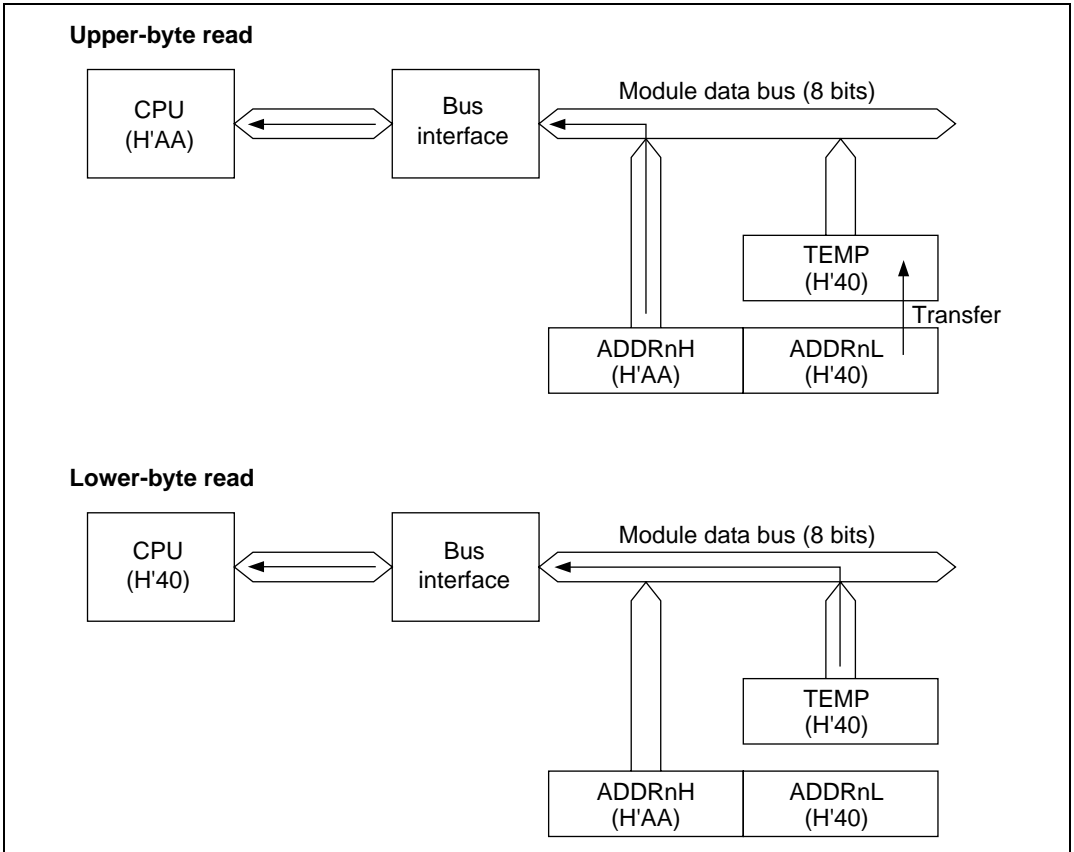 Upper-byte read
Module data bus (8 bits)
CPU
(H'AA)
Bus
interface
TEMP
(H'40)
Transfer
ADDRnH
(H'AA)
ADDRnL
(H'40)
Lower-byte read
Module data bus (8 bits)
CPU
(H'40)
Bus
interface
TEMP
(H'40)
ADDRnH
(H'AA)
ADDRnL
(H'40)